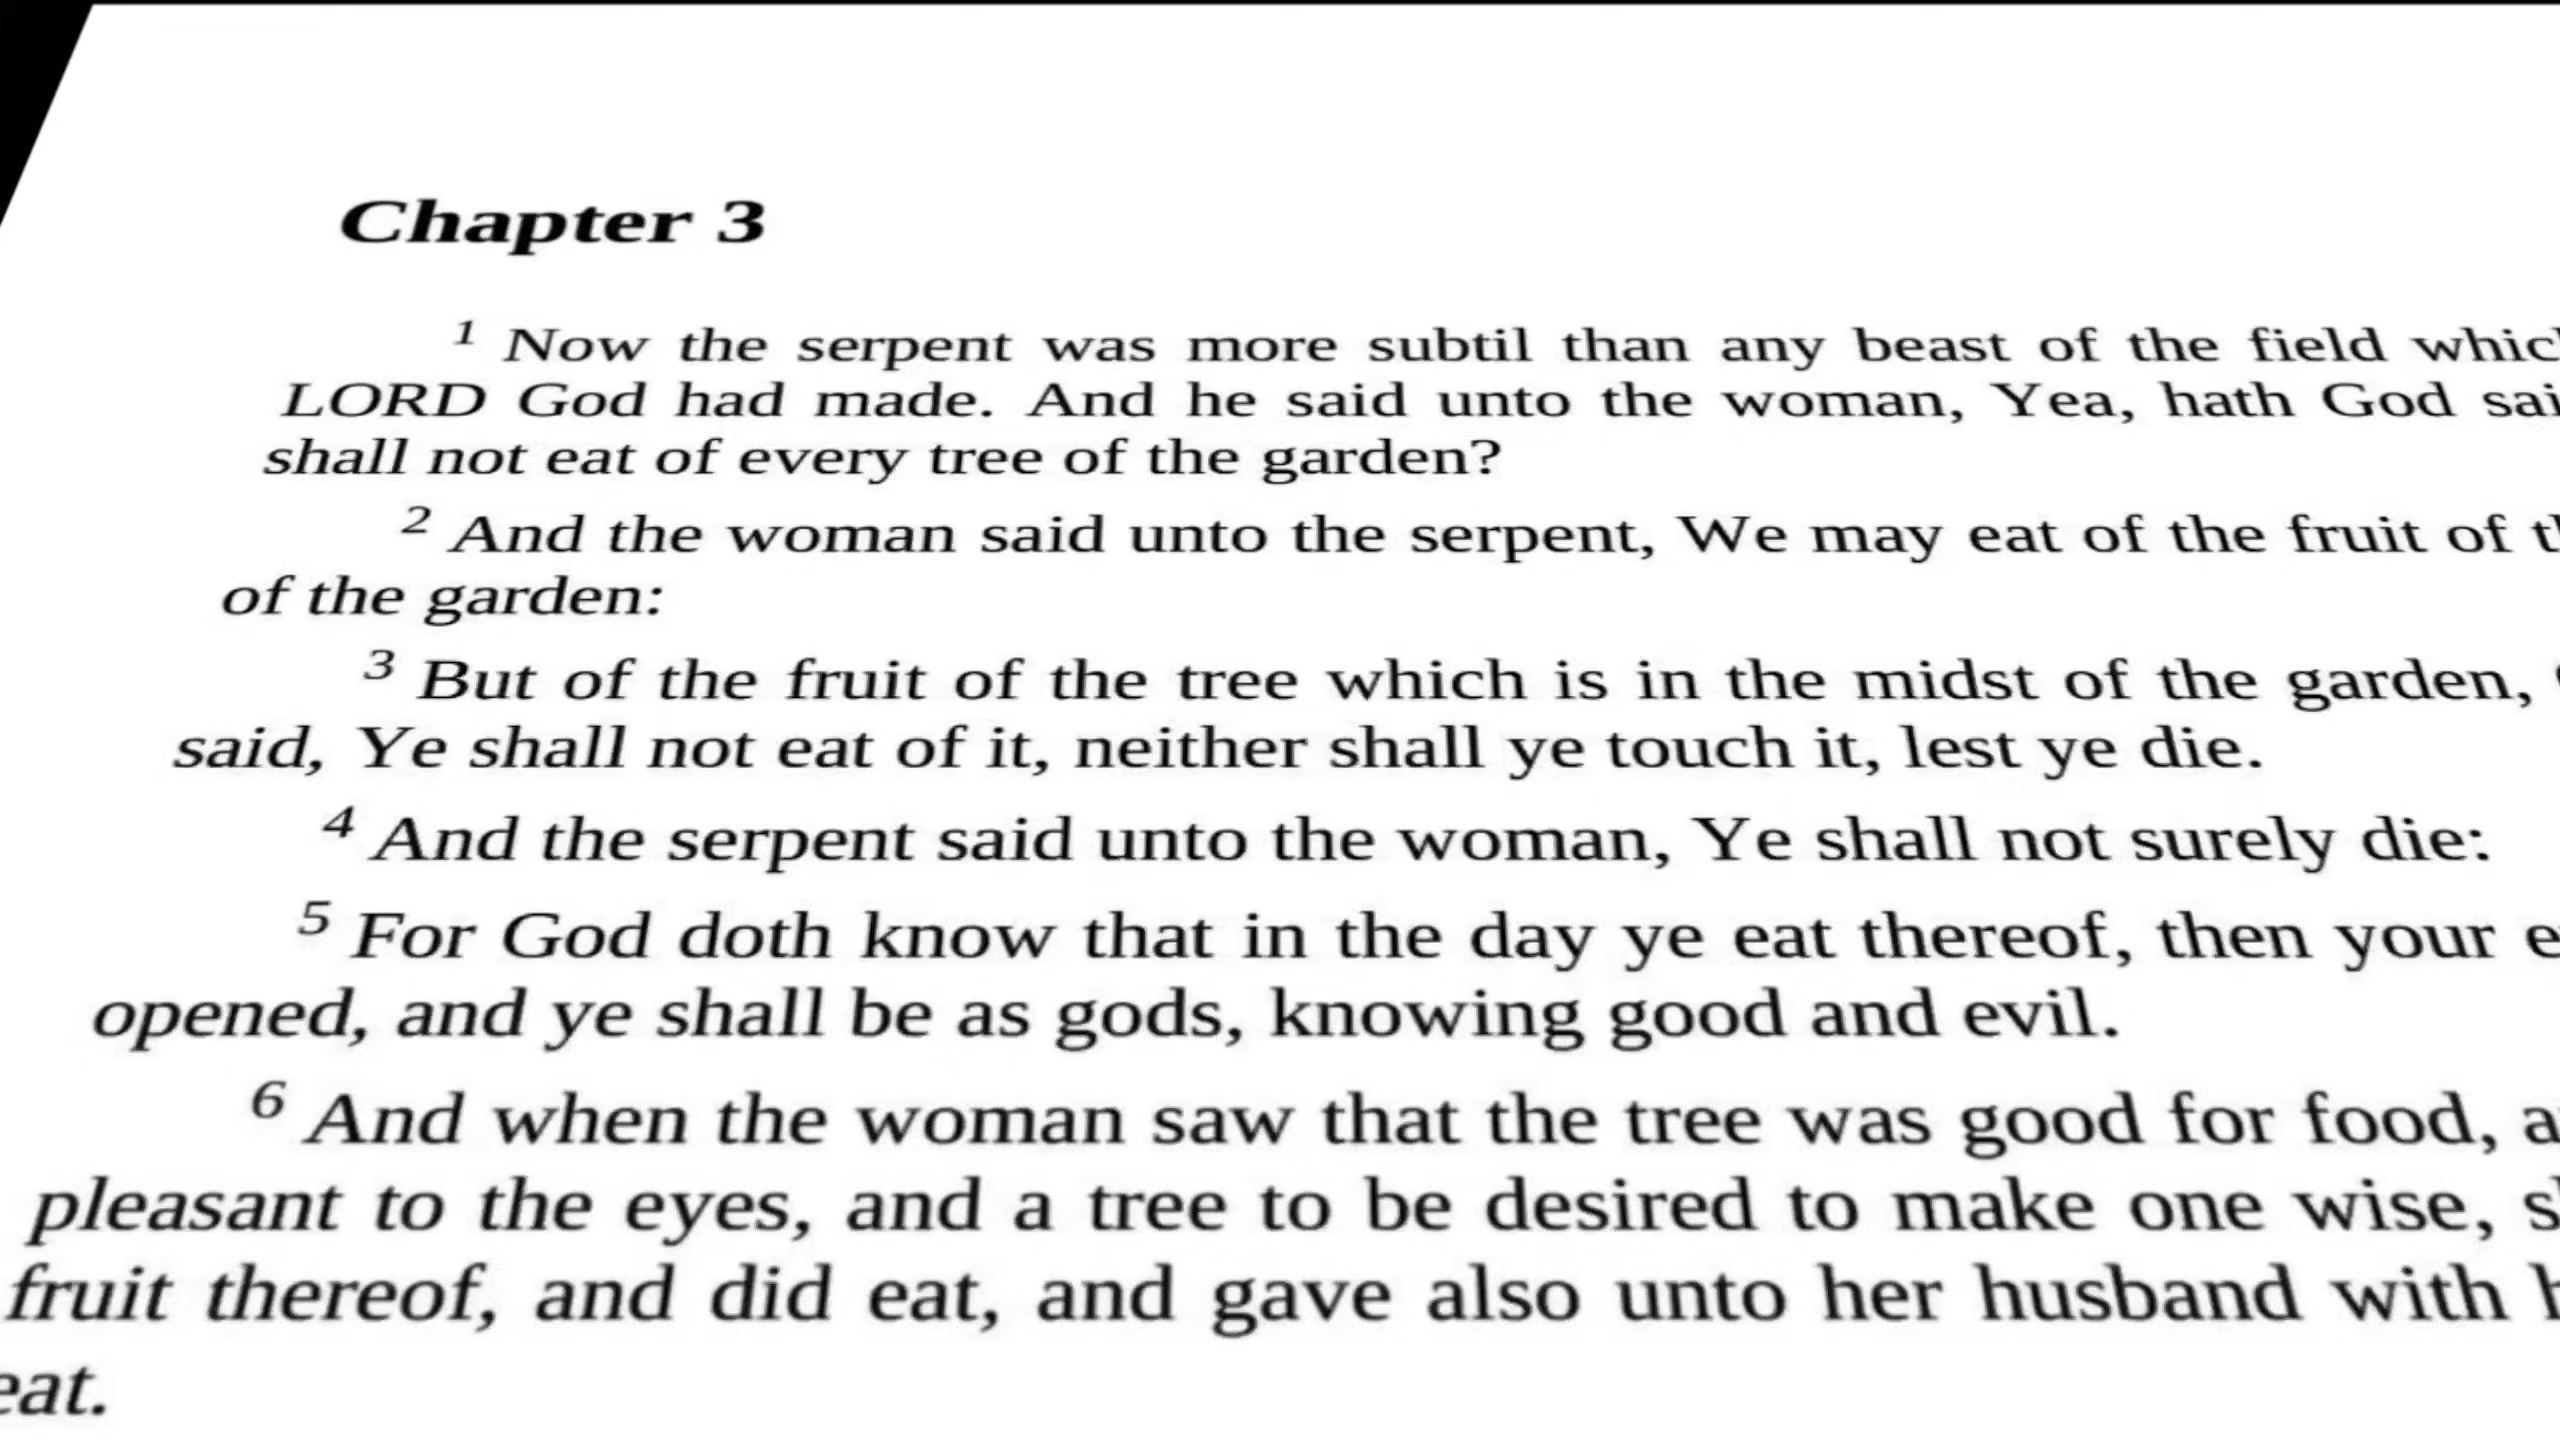 Chapter 3
1 Now the serpent was more subtil than any beast of the field
LORD God had made. And he said unto the woman, Yea, hath God
shall not eat of every tree of the garden?
2 And the woman said unto the serpent, We may eat of the fruit of
of the garden:
3 But of the fruit of the tree which is in the midst of the garden,
said, Ye shall not eat of it, neither shall ye touch it, lest ye die.
4 And the serpent said unto the woman, Ye shall not surely die:
5 For God doth know that in the day ye eat thereof, then your
opened, and ye shall be as gods, knowing good and evil.
6 And when the woman saw that the tree was good for food,
pleasant to the eyes, and a tree to be desired to make one wise,
fruit thereof, and did eat, and gave also unto her husband with
eat.